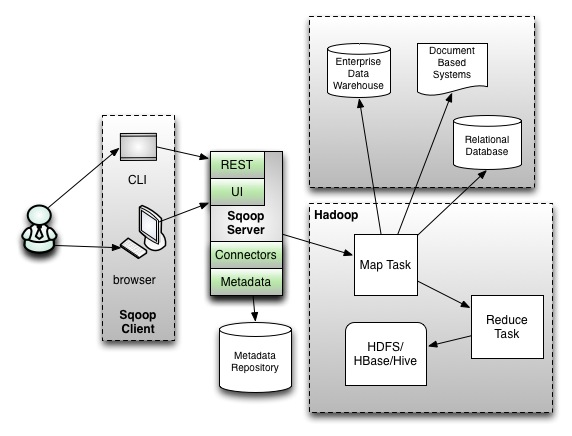 Enterprise
Data
Warehouse
Document
Based
Systems
Relational
Database
CLI
browser
Sqoop
Client
REST
UI
Sqoop
Server
Connectors
Metadata
Metadata
Repository
Hadoop
Map Task
Reduce
Task
HDFS/
HBase/Hive